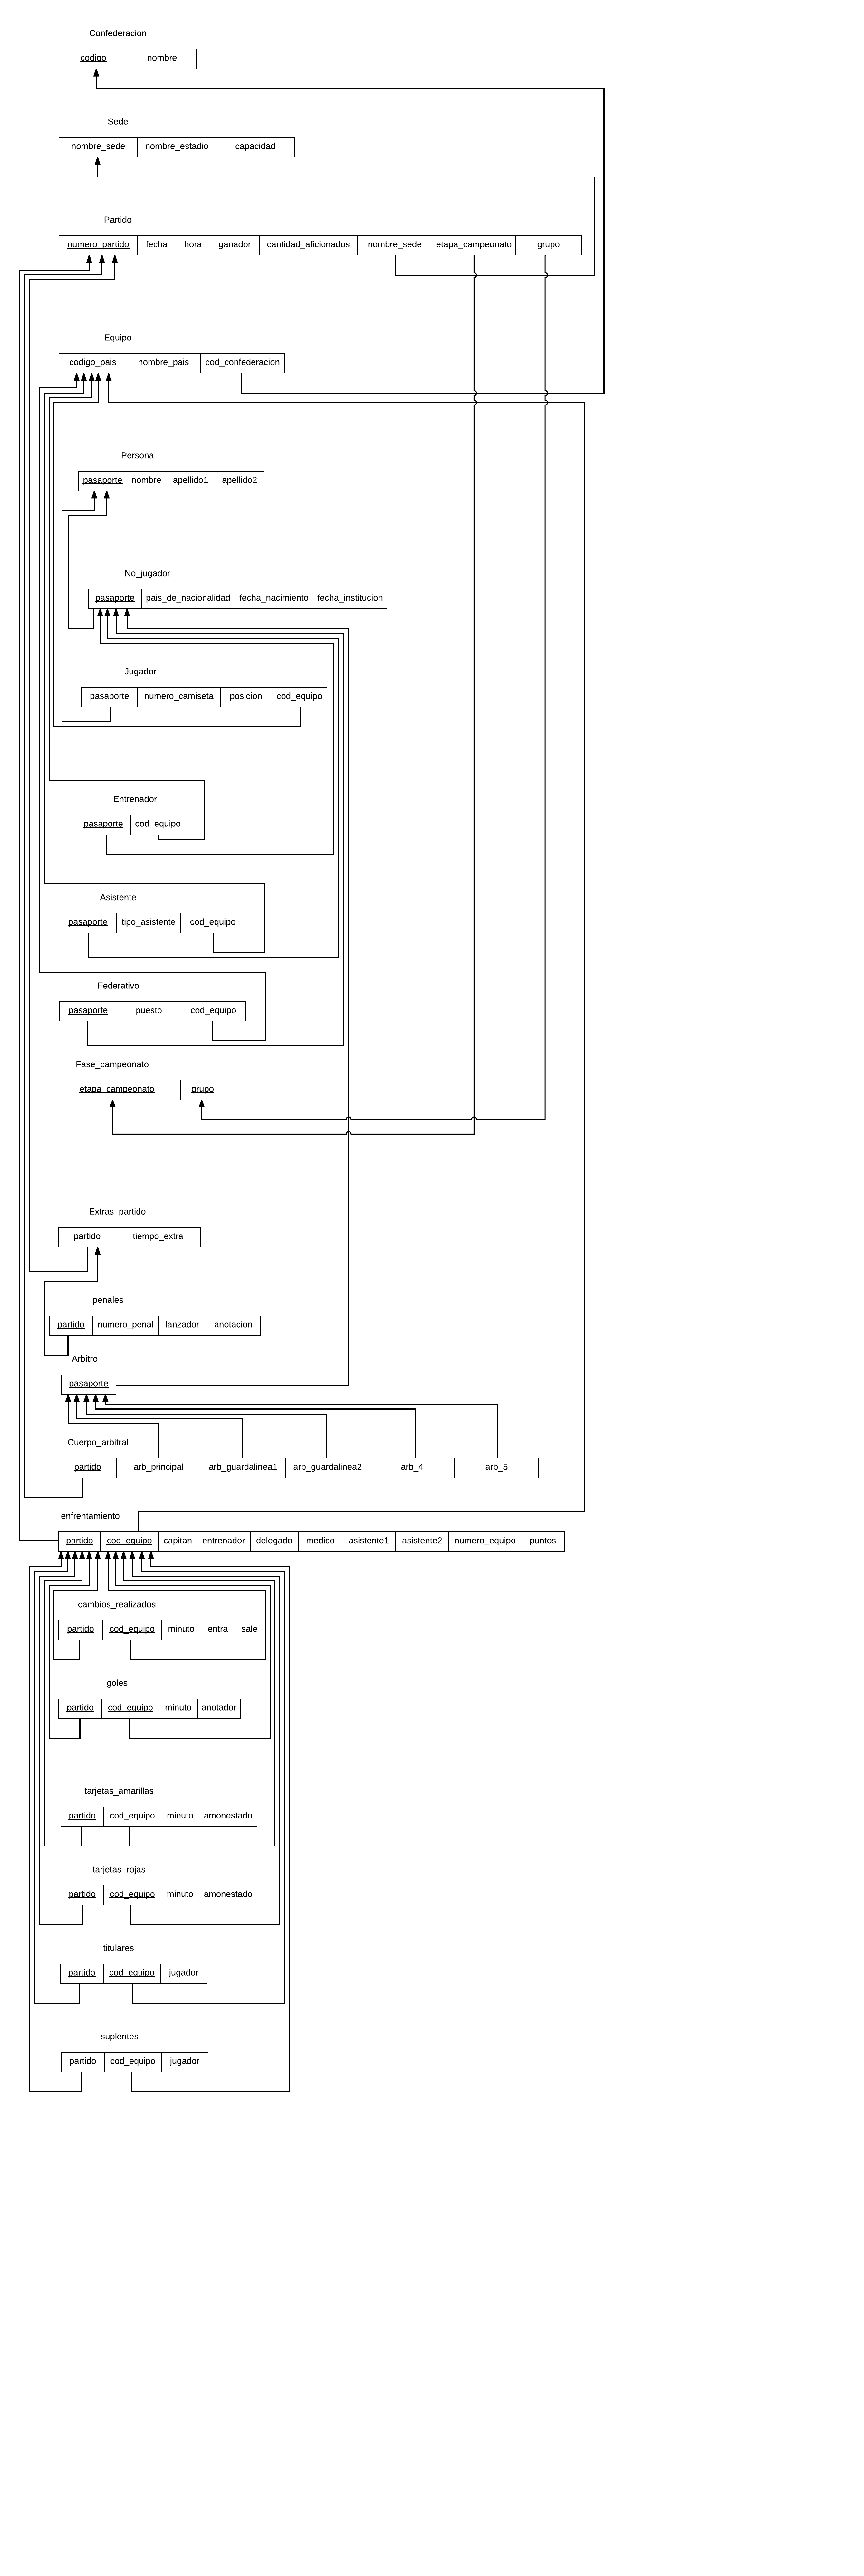 Confederacion
codigo nombre
Sede
nombre_sede nombre_estadio capacidad
Partido
numero_partido fecha hora ganador cantidad_aficionados nombre_sede etapa_campeonato grupo
Equipo
codigo_pais nombre_pais cod_confederacion
Persona
pasaporte nombre apellido1 apellido2
No_jugador
pasaporte pais_de_nacionalidad fecha_nacimiento fecha_institucion
Jugador
pasaporte numero_camiseta posicion cod_equipo
Entrenador
pasaporte cod_equipo
Asistente
pasaporte tipo_asistente cod_equipo
Federativo
pasaporte puesto cod_equipo
Fase_campeonato
etapa_campeonato grupo
Extras_partido
partido tiempo_extra
penales
partido numero_penal lanzador anotacion
Arbitro
pasaporte
Cuerpo_arbitral
partido arb_principal arb_guardalinea1 arb_guardalinea2 arb_4 arb_5
enfrentamiento
partido cod_equipo capitan entrenador delegado medico asistente1 asistente2 numero_equipo puntos
cambios_realizados
partido cod_equipo minuto entra sale
goles
partido cod_equipo minuto anotador
tarjetas_amarillas
partido cod_equipo minuto amonestado
tarjetas_rojas
partido cod_equipo minuto amonestado
titulares
partido cod_equipo jugador
suplentes
partido cod_equipo jugador